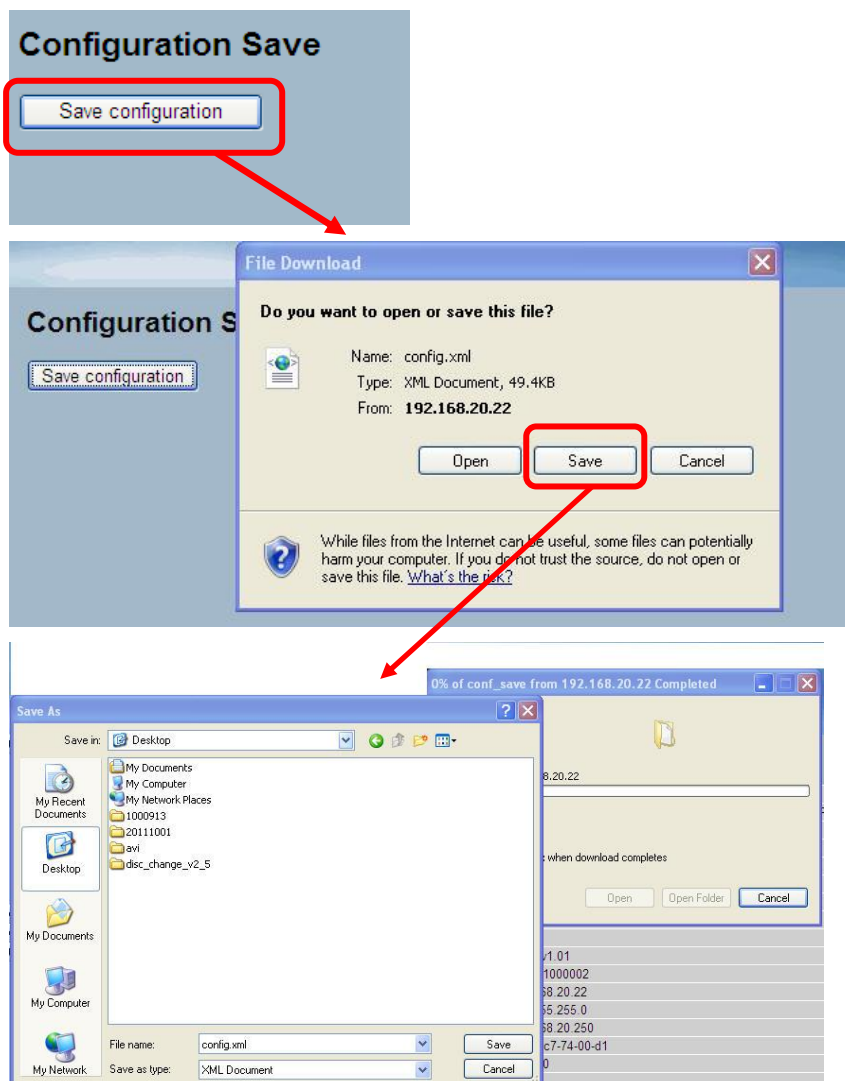 Configuration Save
Save configuration
File Download
Configuration S
Save configuration
Do you want to open or save this file?
Name: config.xml
Type: XML Document, 49.4KB
From: 192.168.20.22
Open Save Cancel
While files from the Internet can be useful, some files can potentially
harm your computer. If you do not trust the source, do not open or
save this file. What's the risk?
0% of conf_save from 192.168.20.22 Completed
Save As
Save in: Desktop
My Recent
Documents
Desktop
My Documents
My Computer
My Network
My Documents
My Computer
My Network Places
1000913
20111001
avi
disc_change_v2_5
File name: config.xml Save
Save as type: XML Document Cancel
8.20.22
when download completes
Open Open Folder Cancel
1.01
1000002
8.20.22
55.255.0
8.20.250
c7-74-00-d1
0